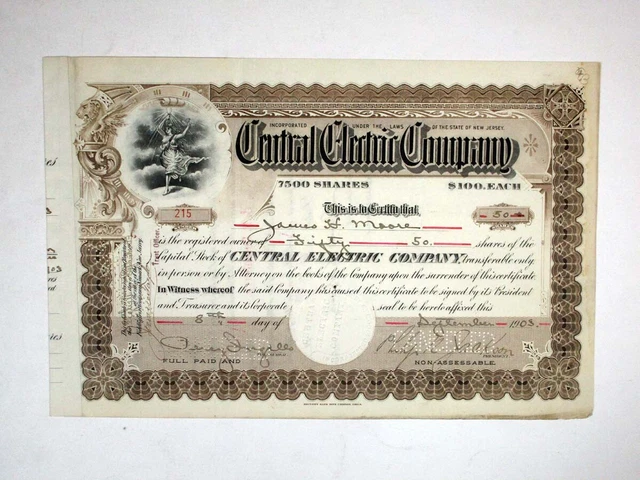 INCORPORATED UNDER THE LAWS OF THE STATE OF NEW JERSEY.
Central Electric Company
7500 SHARES $100. EACH
215 This is to Certify that 50
James H. Moore
is the registered owner of Fifty 50 shares of the
Capital Stock of CENTRAL ELECTRIC COMPANY, transferable only
in person or by Attorney on the books of the Company upon the surrender of this certificate
In Witness whereof the said Company has caused this certificate to be signed by its President
and Treasurer and its Corporate seal to be hereto affixed this
8th day of September 1903.
FULL PAID AND NON-ASSESSABLE.